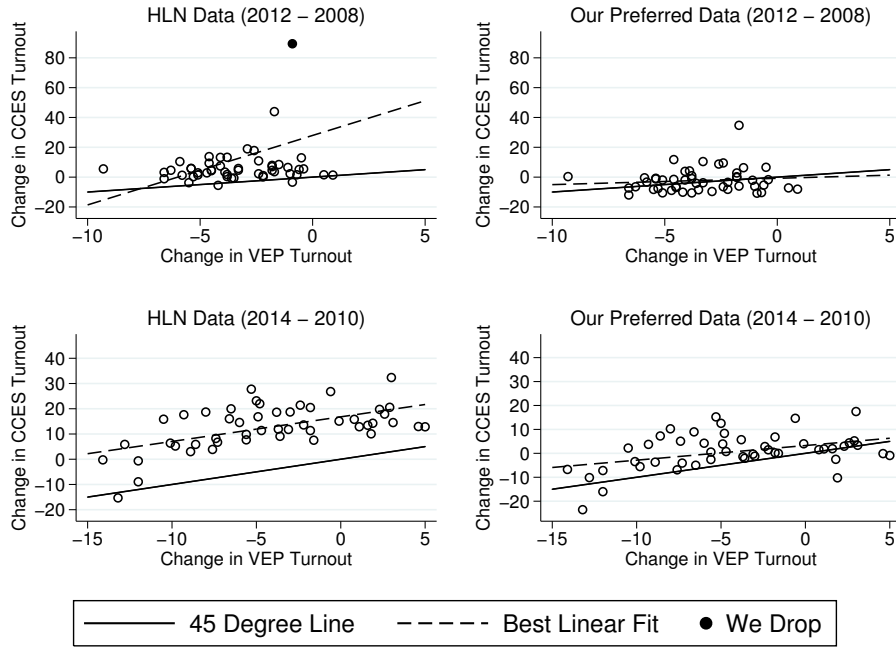 HLN Data (2012 – 2008)
Change in CCES Turnout
80
60
40
20
0
−20
−10
−5
0
5
Change in VEP Turnout
Our Preferred Data (2012 – 2008)
Change in CCES Turnout
80
60
40
20
0
−20
−10
−5
0
5
Change in VEP Turnout
HLN Data (2014 – 2010)
Change in CCES Turnout
40
30
20
10
0
−10
−20
−15
−10
−5
0
5
Change in VEP Turnout
Our Preferred Data (2014 – 2010)
Change in CCES Turnout
40
30
20
10
0
−10
−20
−15
−10
−5
0
5
Change in VEP Turnout
45 Degree Line
Best Linear Fit
We Drop